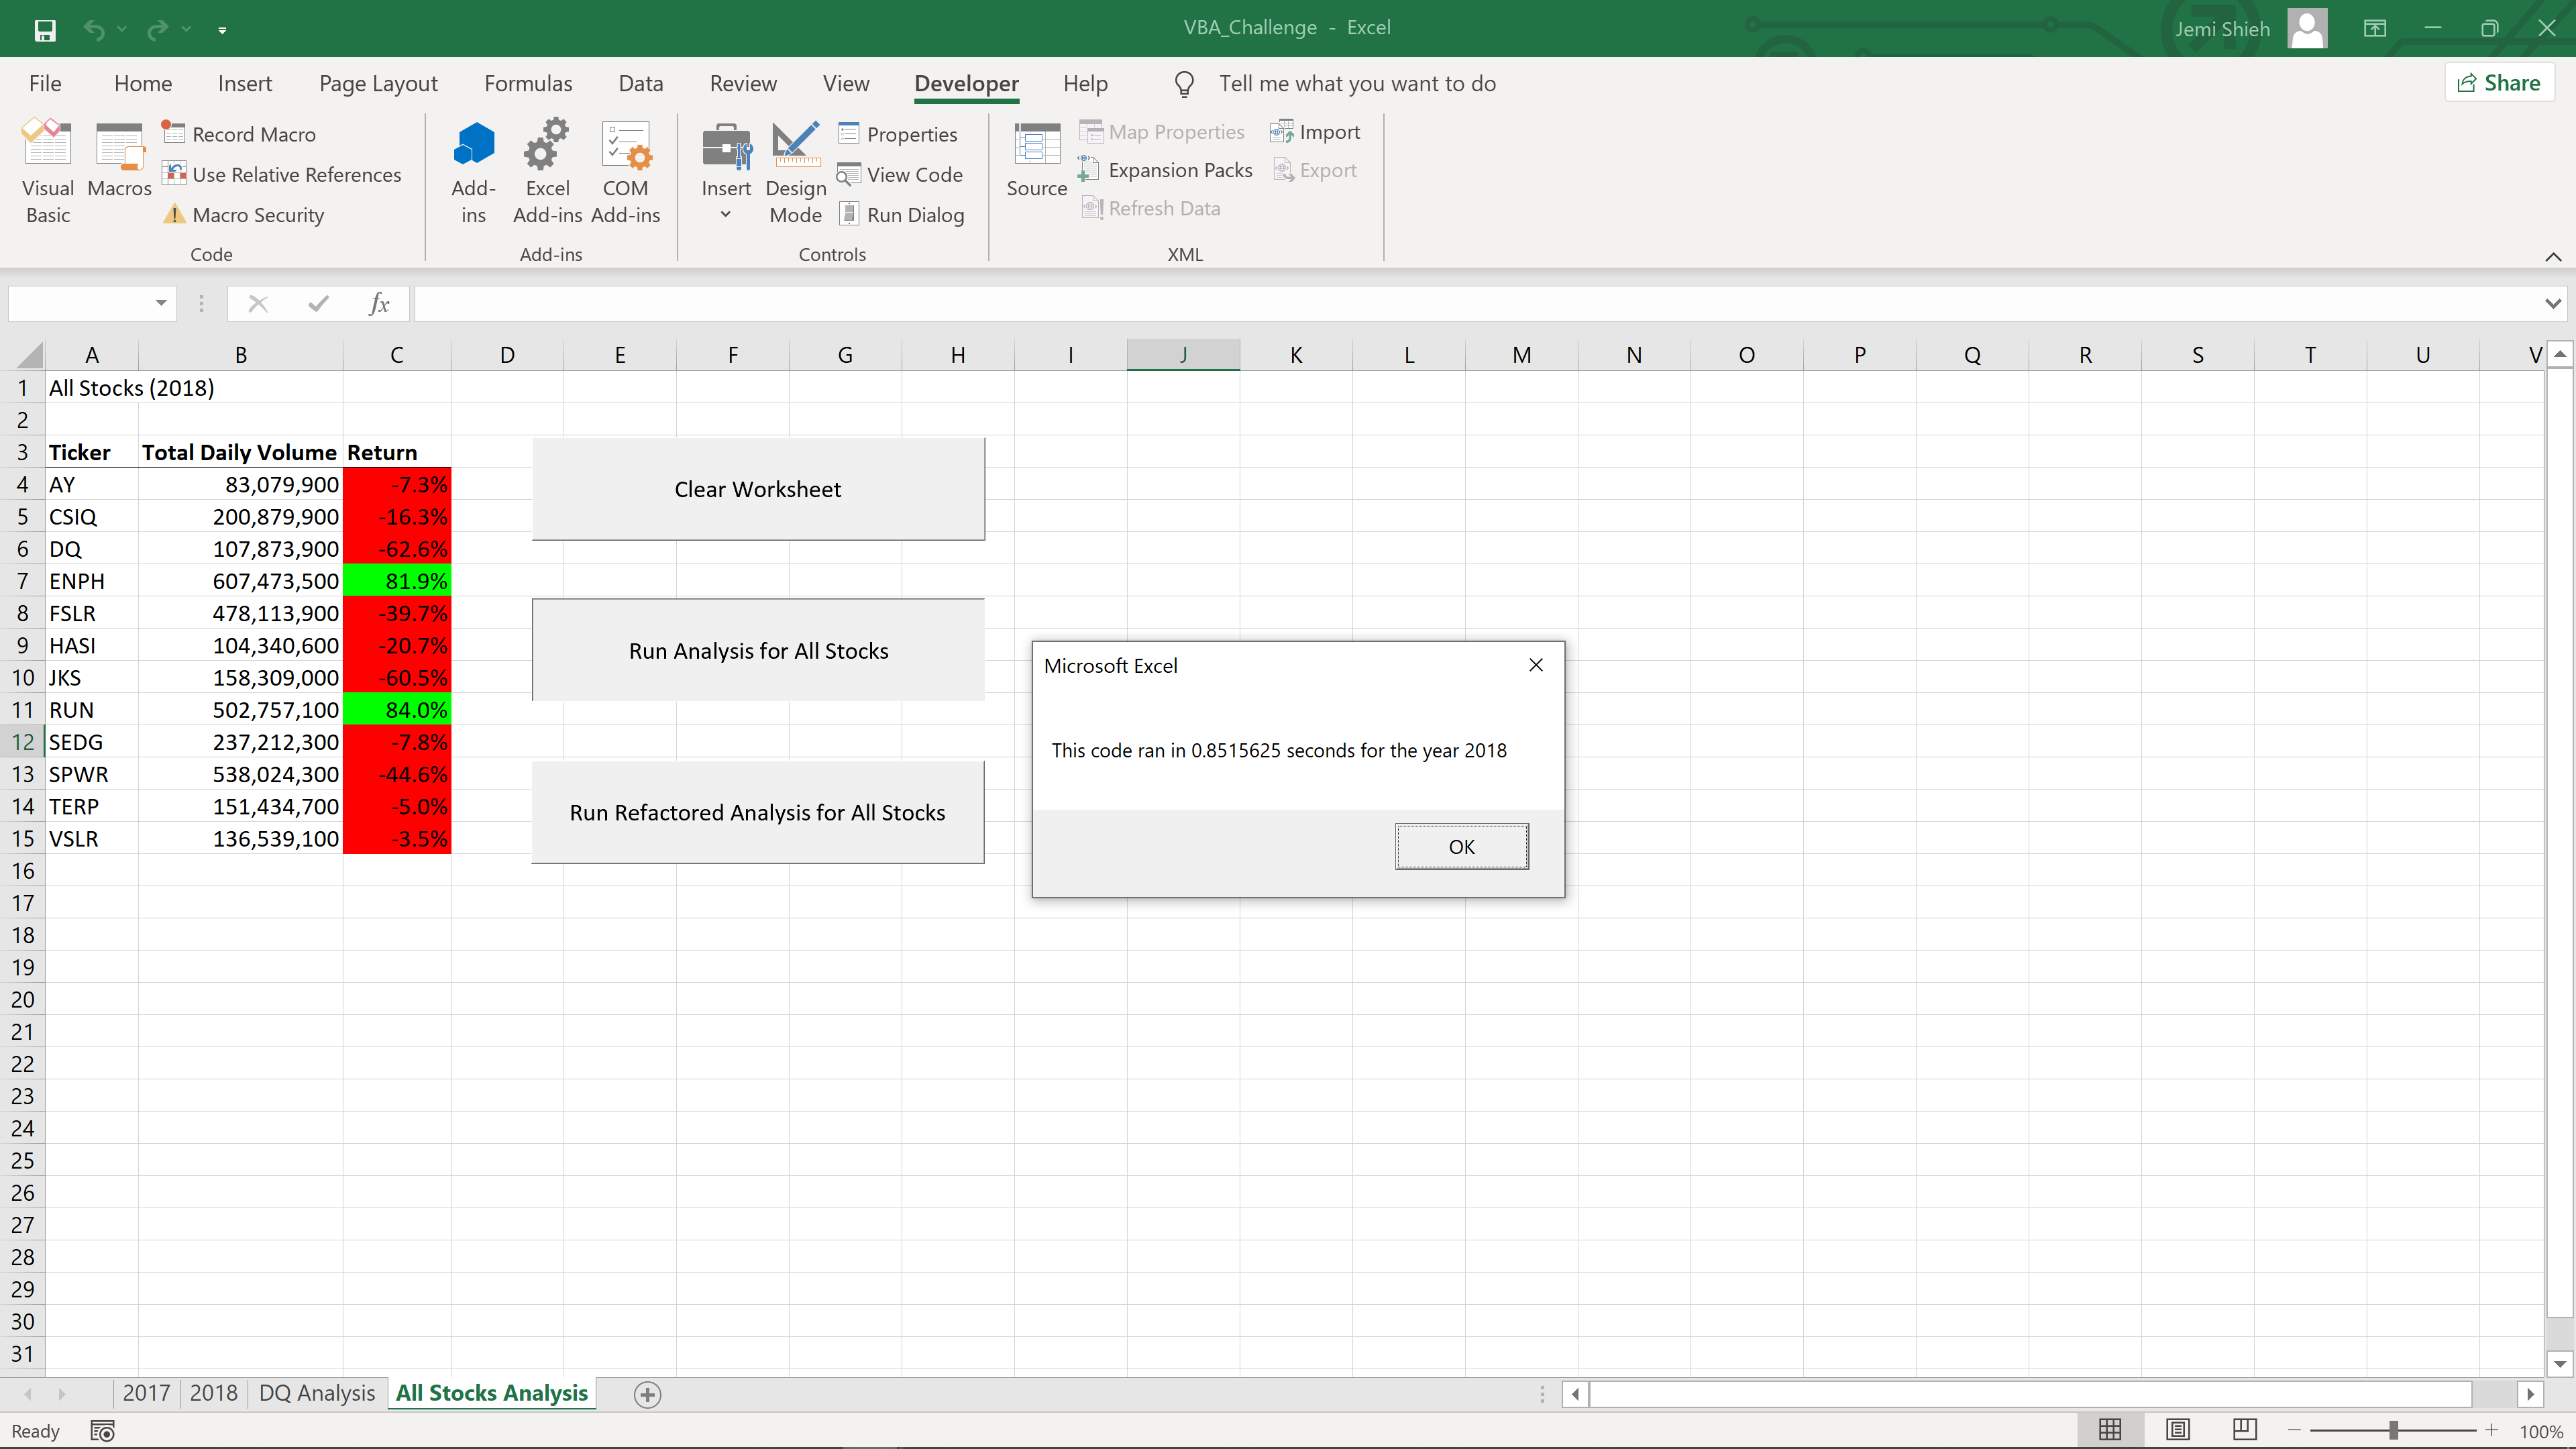 VBA_Challenge - Excel
Jemi Shieh
File Home Insert Page Layout Formulas Data Review View Developer Help Tell me what you want to do Share
Visual Basic
Macros
Record Macro
Use Relative References
Macro Security
Code
Add-ins
Excel Add-ins
COM Add-ins
Add-ins
Insert
Design Mode
Properties
View Code
Run Dialog
Controls
Source
Map Properties
Expansion Packs
Refresh Data
Import
Export
XML
fx
A B C D E F G H I J K L M N O P Q R S T U V
1 All Stocks (2018)
2
3 Ticker Total Daily Volume Return
4 AY 83,079,900 -7.3%
5 CSIQ 200,879,900 -16.3%
6 DQ 107,873,900 -62.6%
7 ENPH 607,473,500 81.9%
8 FSLR 478,113,900 -39.7%
9 HASI 104,340,600 -20.7%
10 JKS 158,309,000 -60.5%
11 RUN 502,757,100 84.0%
12 SEDG 237,212,300 -7.8%
13 SPWR 538,024,300 -44.6%
14 TERP 151,434,700 -5.0%
15 VSLR 136,539,100 -3.5%
16
17
18
19
20
21
22
23
24
25
26
27
28
29
30
31
Clear Worksheet
Run Analysis for All Stocks
Run Refactored Analysis for All Stocks
Microsoft Excel
This code ran in 0.8515625 seconds for the year 2018
OK
2017 2018 DQ Analysis All Stocks Analysis
Ready
100%